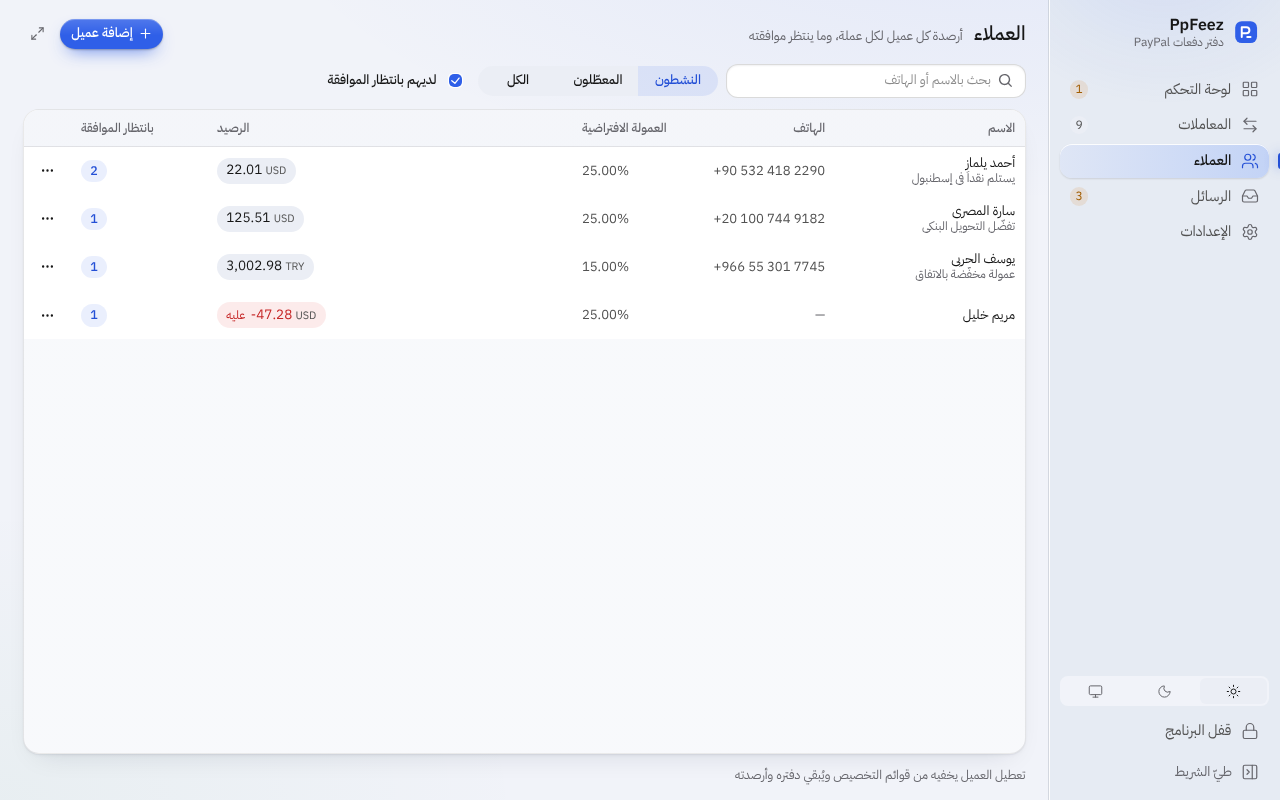 PpFeez
دفتر دفعات PayPal
لوحة التحكم 1
المعاملات 9
العملاء
الرسائل 3
الإعدادات
قفل البرنامج
طيّ الشريط
العملاء أرصدة كل عميل لكل عملة، وما ينتظر موافقته
إضافة عميل
بحث بالاسم أو الهاتف
النشطون المعطّلون الكل
لديهم بانتظار الموافقة
الاسم الهاتف العمولة الافتراضية الرصيد بانتظار الموافقة
أحمد يلماز +90 532 418 2290 25.00% 22.01 USD 2
يستلم نقداً في إسطنبول
سارة المصري +20 100 744 9182 25.00% 125.51 USD 1
تفضّل التحويل البنكي
يوسف الحربي +966 55 301 7745 15.00% 3,002.98 TRY 1
عمولة مخفّضة بالاتفاق
مريم خليل — 25.00% -47.28 USD عليه 1
تعطيل العميل يخفيه من قوائم التخصيص ويُبقي دفتره وأرصدته